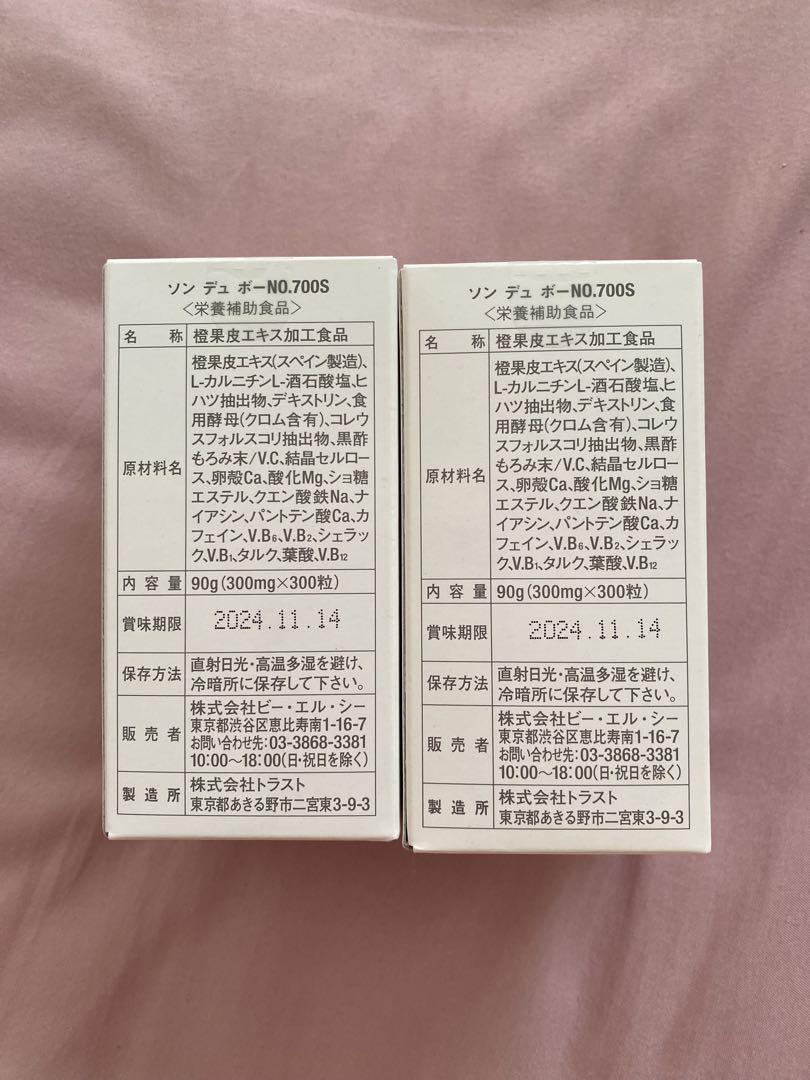 ソン デュ ボーNO.700S
〈栄養補助食品〉
名称 橙果皮エキス加工食品
原材料名
橙果皮エキス(スペイン製造)、
L-カルニチンL-酒石酸塩、ヒ
ハツ抽出物、デキストリン、食
用酵母(クロム含有)、コレウ
スフォルスコリ抽出物、黒酢
もろみ末/V.C、結晶セルロー
ス、卵殻Ca、酸化Mg、ショ糖
エステル、クエン酸鉄Na、ナ
イアシン、パントテン酸Ca、カ
フェイン、V.B₆、V.B₂、シェラッ
ク、V.B₁、タルク、葉酸、V.B₁₂
内容量 90g(300mg×300粒)
賞味期限 2024.11.14
保存方法
直射日光・高温多湿を避け、
冷暗所に保存して下さい。
販売者
株式会社ビー・エル・シー
東京都渋谷区恵比寿南1-16-7
お問い合わせ先:03-3868-3381
10:00〜18:00(日・祝日を除く)
製造所
株式会社トラスト
東京都あきる野市二宮東3-9-3
ソン デュ ボーNO.700S
〈栄養補助食品〉
名称 橙果皮エキス加工食品
原材料名
橙果皮エキス(スペイン製造)、
L-カルニチンL-酒石酸塩、ヒ
ハツ抽出物、デキストリン、食
用酵母(クロム含有)、コレウ
スフォルスコリ抽出物、黒酢
もろみ末/V.C、結晶セルロー
ス、卵殻Ca、酸化Mg、ショ糖
エステル、クエン酸鉄Na、ナ
イアシン、パントテン酸Ca、カ
フェイン、V.B₆、V.B₂、シェラッ
ク、V.B₁、タルク、葉酸、V.B₁₂
内容量 90g(300mg×300粒)
賞味期限 2024.11.14
保存方法
直射日光・高温多湿を避け、
冷暗所に保存して下さい。
販売者
株式会社ビー・エル・シー
東京都渋谷区恵比寿南1-16-7
お問い合わせ先:03-3868-3381
10:00〜18:00(日・祝日を除く)
製造所
株式会社トラスト
東京都あきる野市二宮東3-9-3